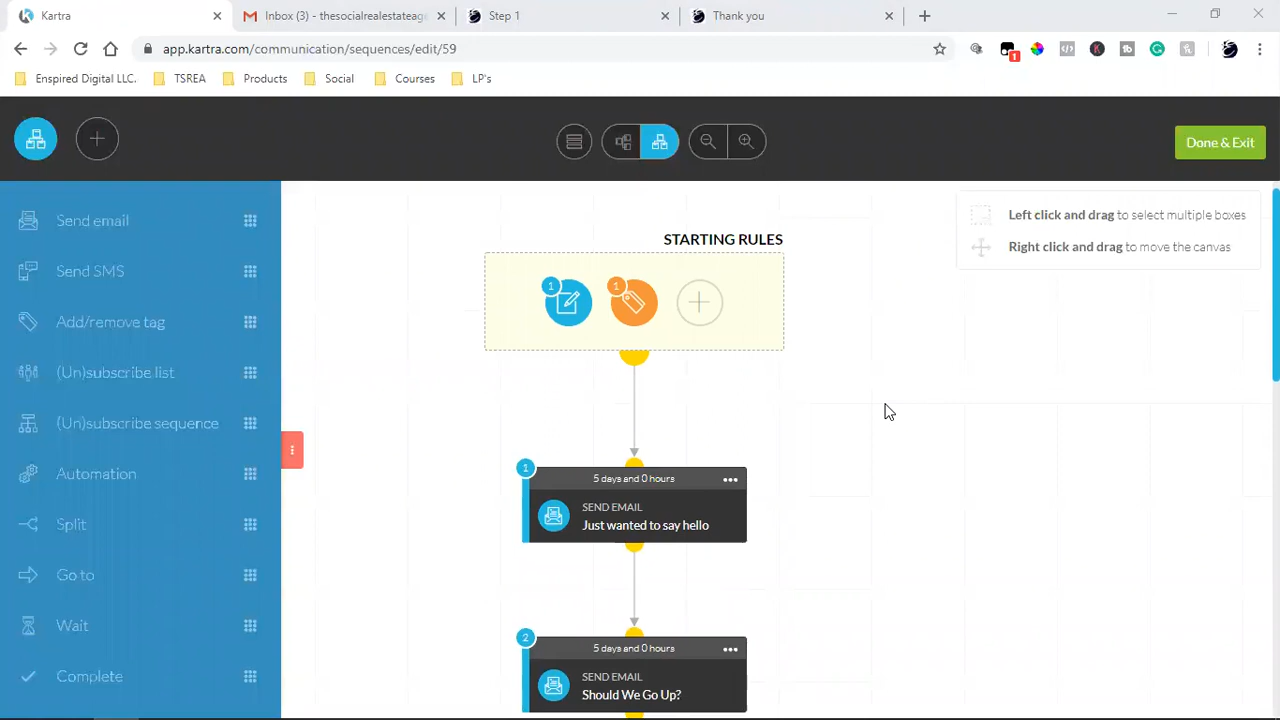 Kartra
Inbox (3) - thesocialrealestateag
Step 1
Thank you
app.kartra.com/communication/sequences/edit/59
1
Enspired Digital LLC.
TSREA
Products
Social
Courses
LP's
Done & Exit
Send email
Send SMS
Add/remove tag
(Un)subscribe list
(Un)subscribe sequence
Automation
Split
Go to
Wait
Complete
Left click and drag to select multiple boxes
Right click and drag to move the canvas
STARTING RULES
1
1
1
5 days and 0 hours
SEND EMAIL
Just wanted to say hello
2
5 days and 0 hours
SEND EMAIL
Should We Go Up?